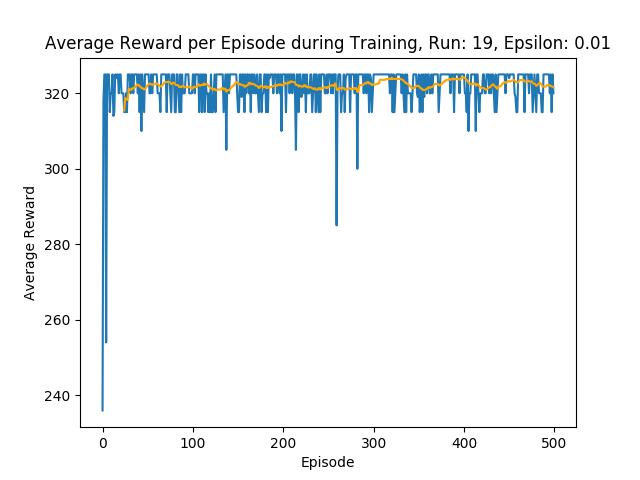 Average Reward per Episode during Training, Run: 19, Epsilon: 0.01
Average Reward
320
300
280
260
240
0 100 200 300 400 500
Episode